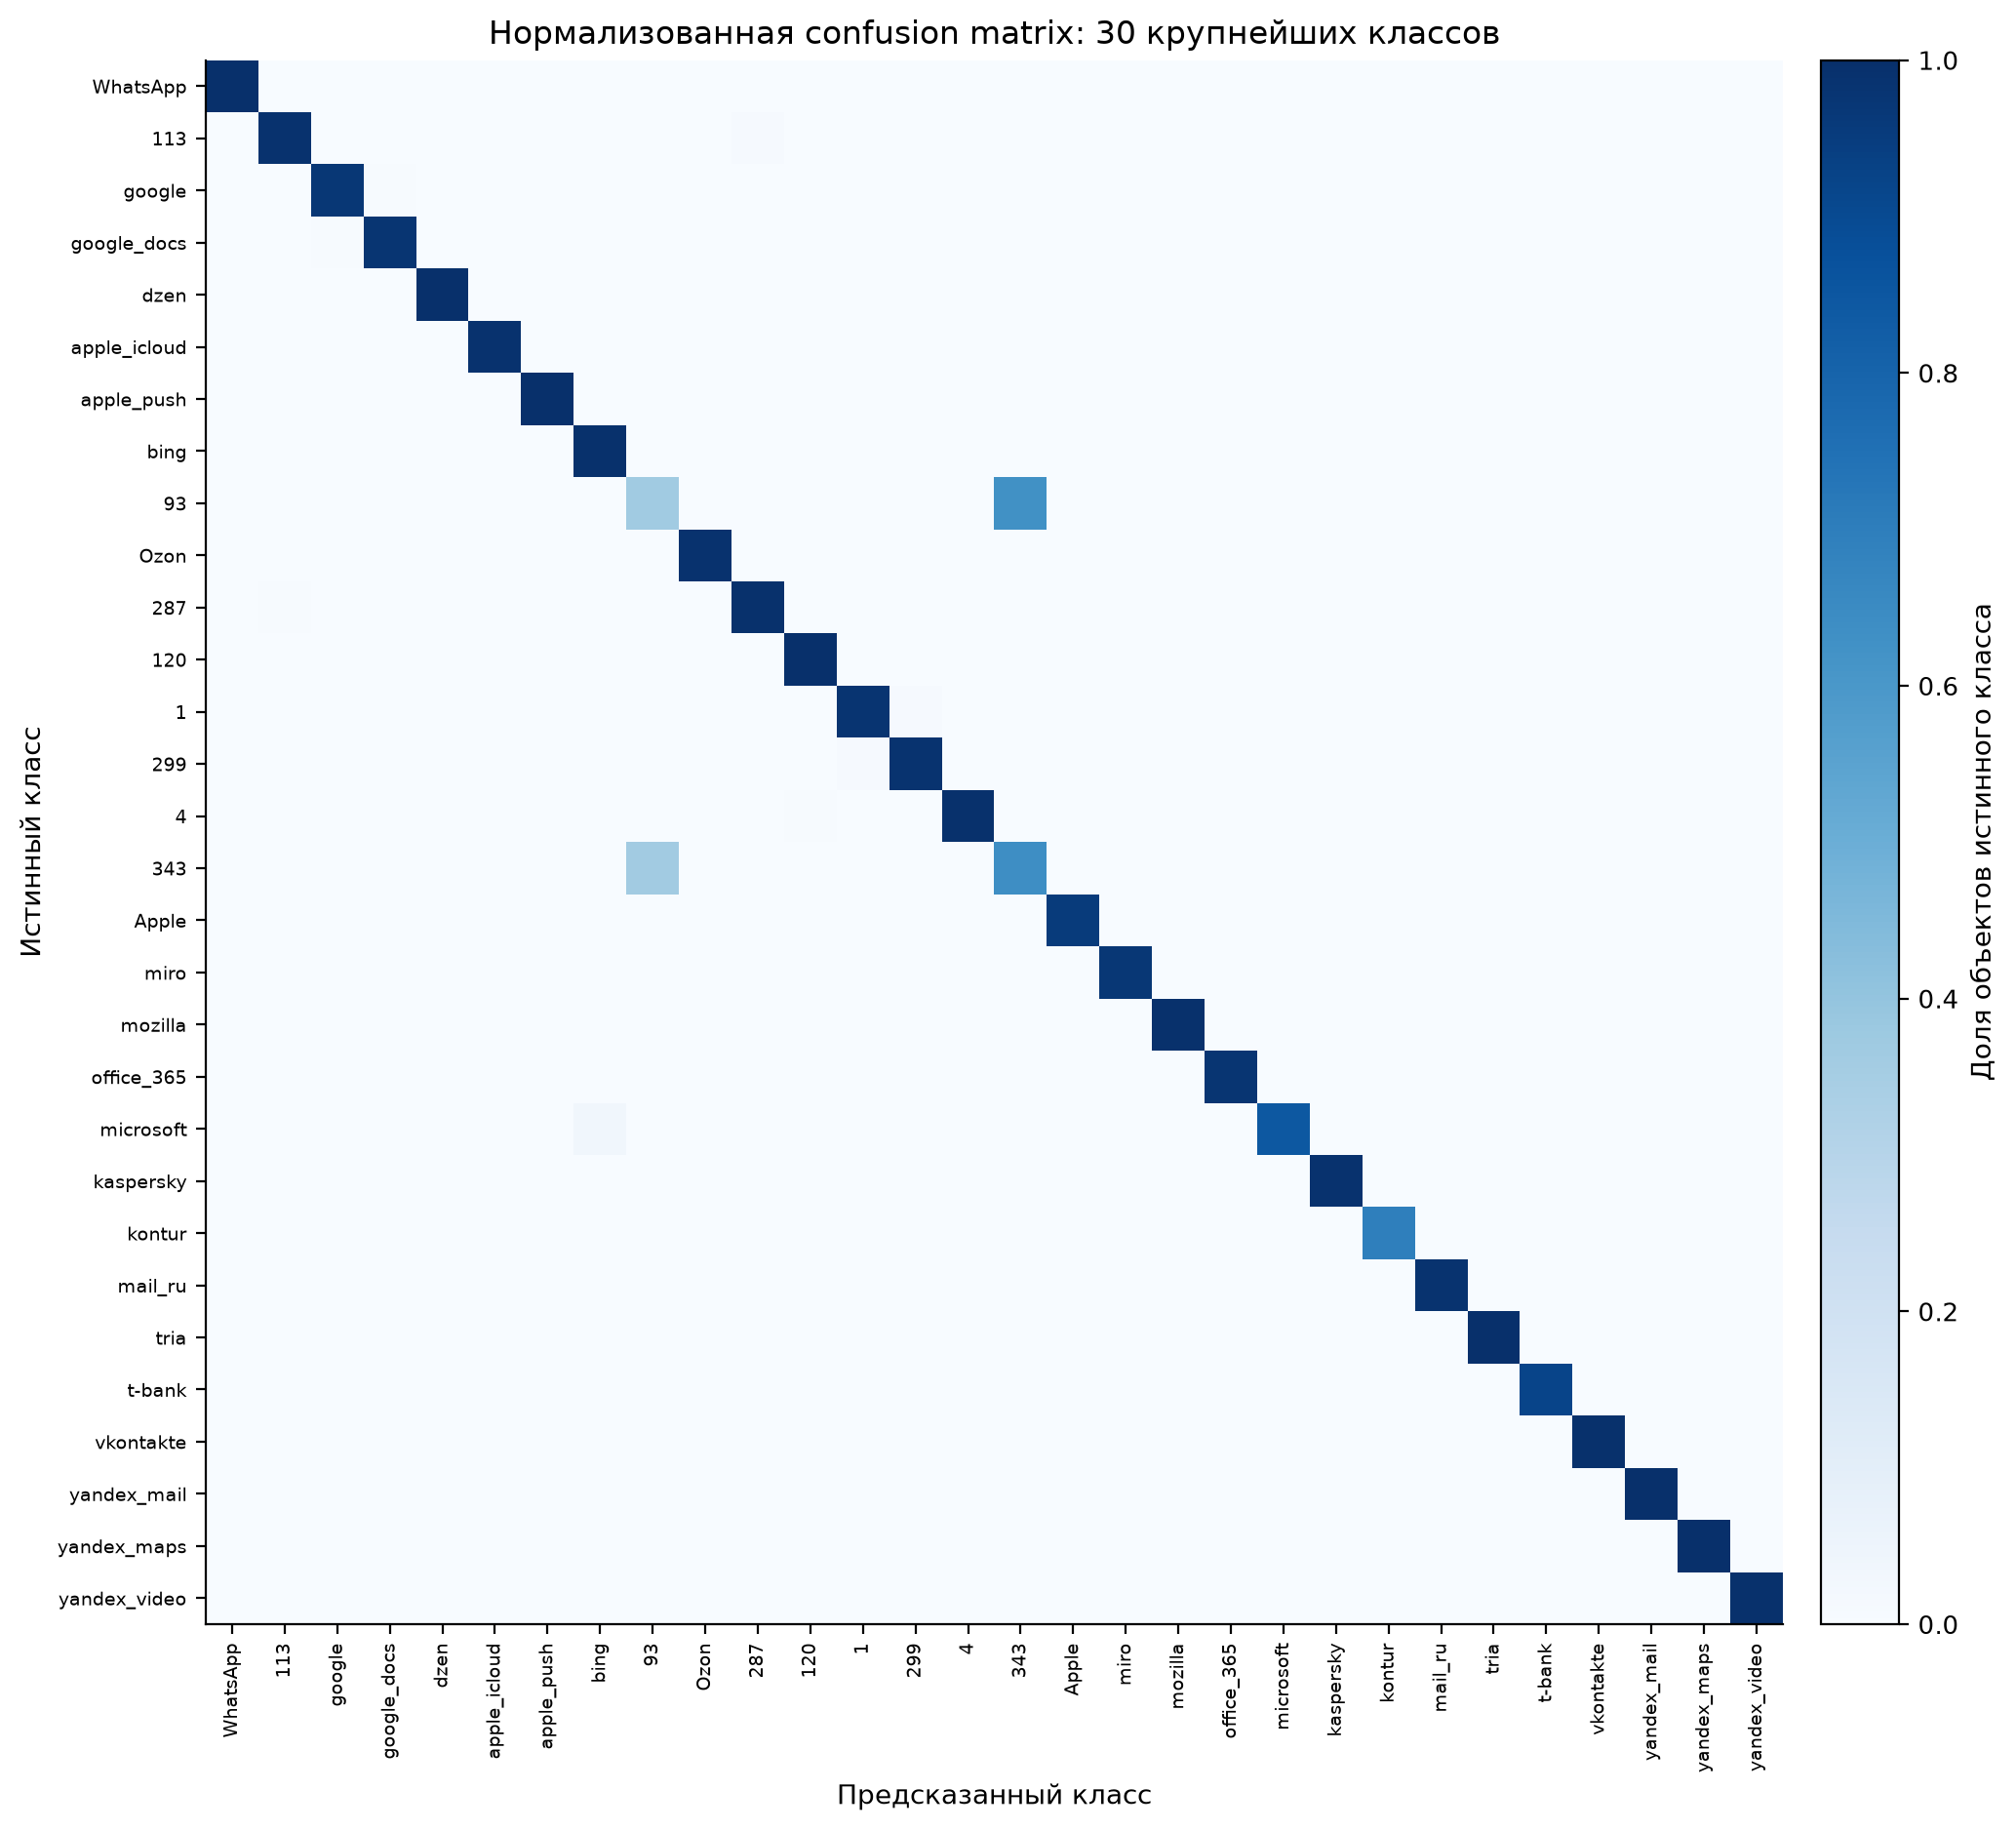 Нормализованная confusion matrix: 30 крупнейших классов
Истинный класс
WhatsApp
113
google
google_docs
dzen
apple_icloud
apple_push
bing
93
Ozon
287
120
1
299
4
343
Apple
miro
mozilla
office_365
microsoft
kaspersky
kontur
mail_ru
tria
t-bank
vkontakte
yandex_mail
yandex_maps
yandex_video
WhatsApp
113
google
google_docs
dzen
apple_icloud
apple_push
bing
93
Ozon
287
120
1
299
4
343
Apple
miro
mozilla
office_365
microsoft
kaspersky
kontur
mail_ru
tria
t-bank
vkontakte
yandex_mail
yandex_maps
yandex_video
Предсказанный класс
1.0
0.8
0.6
0.4
0.2
0.0
Доля объектов истинного класса